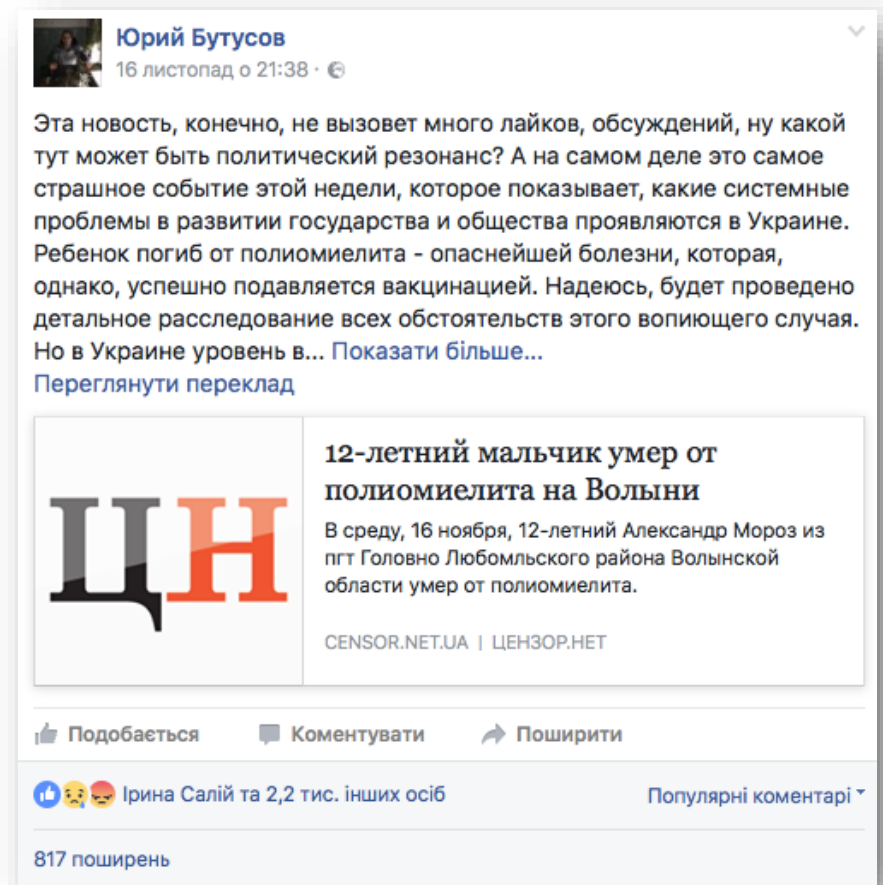 Юрий Бутусов
16 листопад о 21:38 ·
Эта новость, конечно, не вызовет много лайков, обсуждений, ну какой
тут может быть политический резонанс? А на самом деле это самое
страшное событие этой недели, которое показывает, какие системные
проблемы в развитии государства и общества проявляются в Украине.
Ребенок погиб от полиомиелита - опаснейшей болезни, которая,
однако, успешно подавляется вакцинацией. Надеюсь, будет проведено
детальное расследование всех обстоятельств этого вопиющего случая.
Но в Украине уровень в... Показати більше...
Переглянути переклад
ЦН
12-летний мальчик умер от
полиомиелита на Волыни
В среду, 16 ноября, 12-летний Александр Мороз из
пгт Головно Любомльского района Волынской
области умер от полиомиелита.
CENSOR.NET.UA | ЦЕНЗОР.НЕТ
Подобається Коментувати Поширити
Ірина Салій та 2,2 тис. інших осіб Популярні коментарі
817 поширень